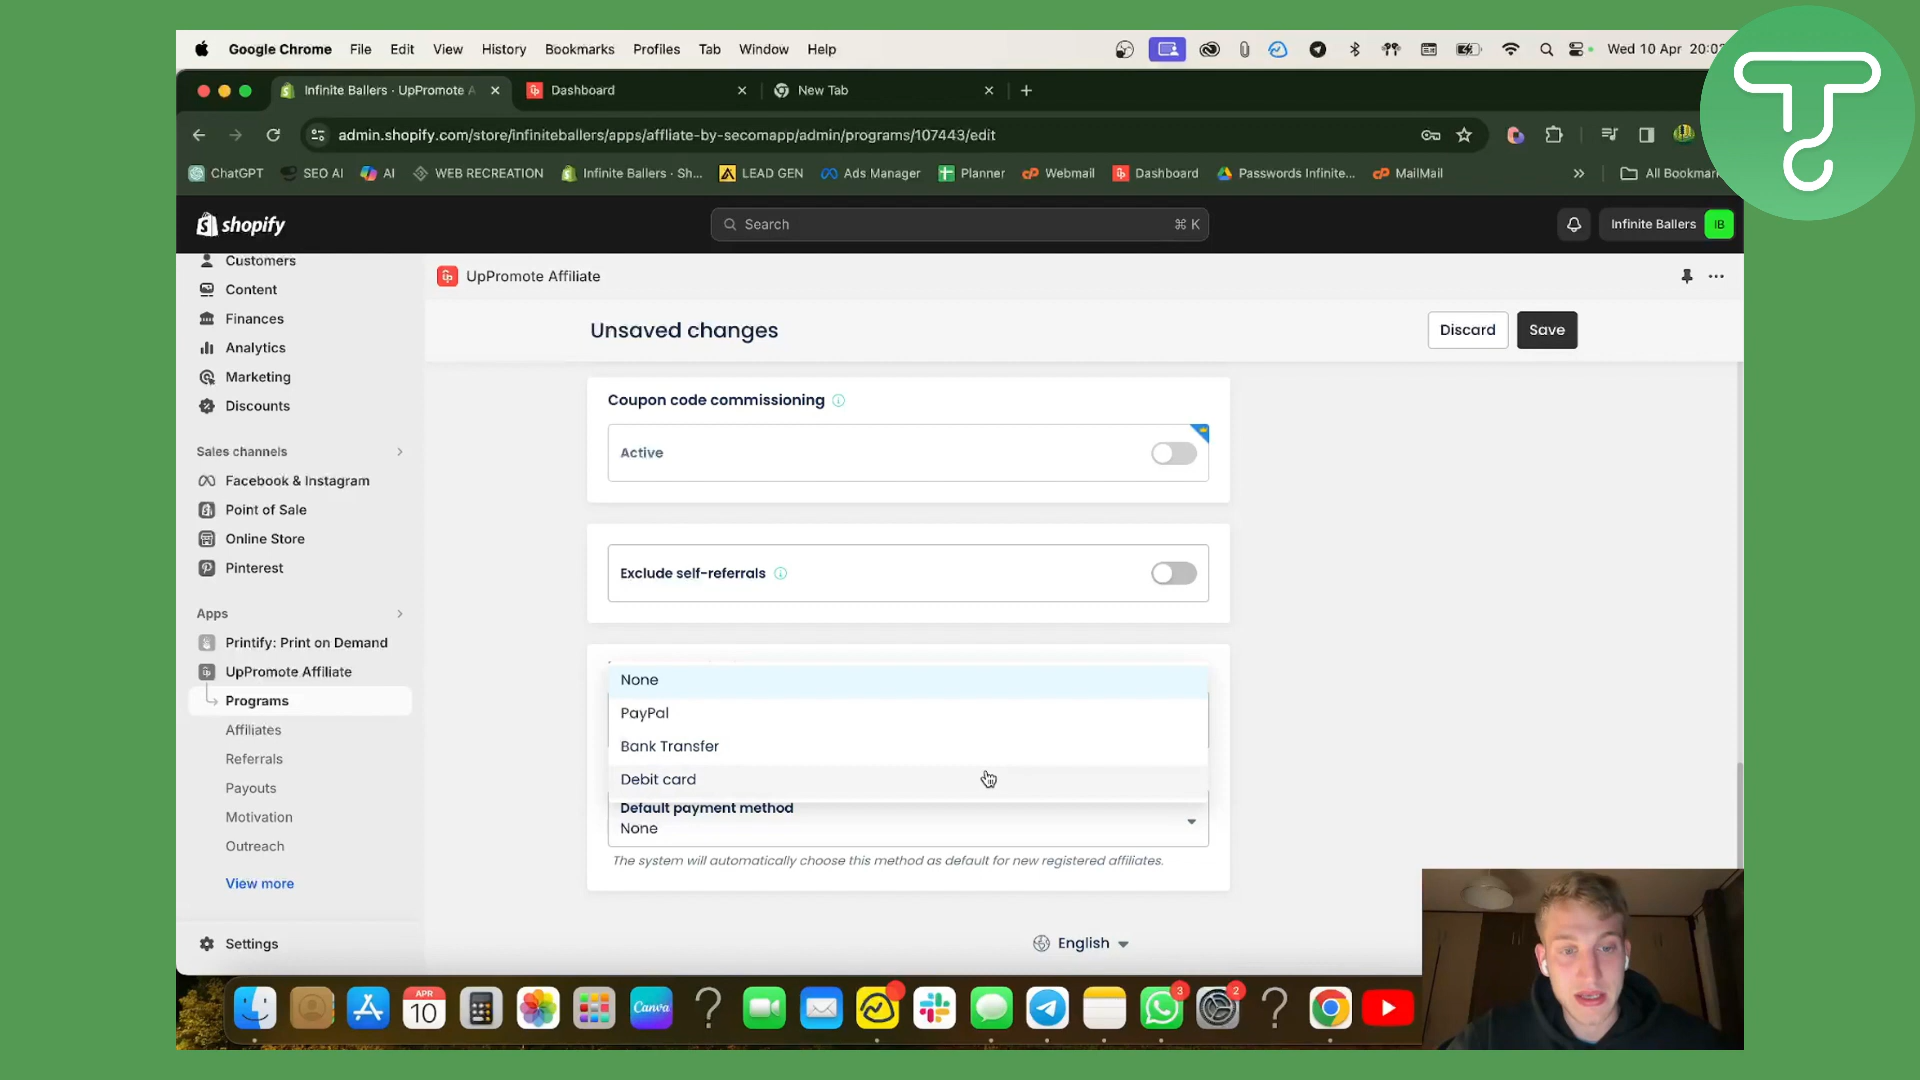 Google Chrome File Edit View History Bookmarks Profiles Tab Window Help Wed 10 Apr
Infinite Ballers · UpPromote A Dashboard New Tab
admin.shopify.com/store/infiniteballers/apps/affliate-by-secomapp/admin/programs/107443/edit
ChatGPT SEO AI AI WEB RECREATION Infinite Ballers · Sh... LEAD GEN Ads Manager Planner Webmail Dashboard Passwords Infinite... MailMail » All Bookmar
shopify Search ⌘ K Infinite Ballers IB
Customers
Content
Finances
Analytics
Marketing
Discounts
Sales channels
Facebook & Instagram
Point of Sale
Online Store
Pinterest
Apps
Printify: Print on Demand
UpPromote Affiliate
Programs
Affiliates
Referrals
Payouts
Motivation
Outreach
View more
Settings
UpPromote Affiliate
Unsaved changes Discard Save
Coupon code commissioning
Active
Exclude self-referrals
None
PayPal
Bank Transfer
Debit card
Default payment method
None
The system will automatically choose this method as default for new registered affiliates.
English
APR
10
Canva
3
2